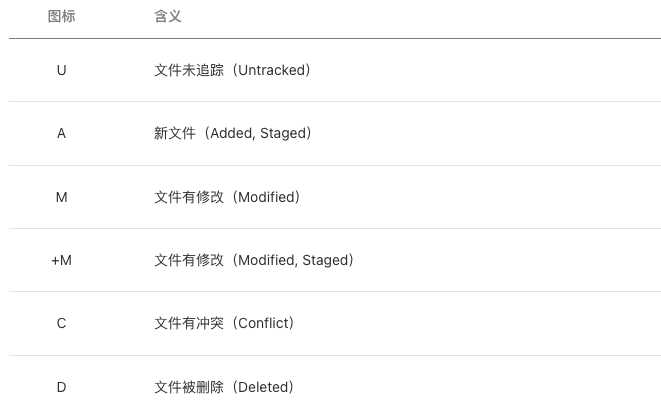 图标 含义
U 文件未追踪（Untracked）
A 新文件（Added, Staged）
M 文件有修改（Modified）
+M 文件有修改（Modified, Staged）
C 文件有冲突（Conflict）
D 文件被删除（Deleted）